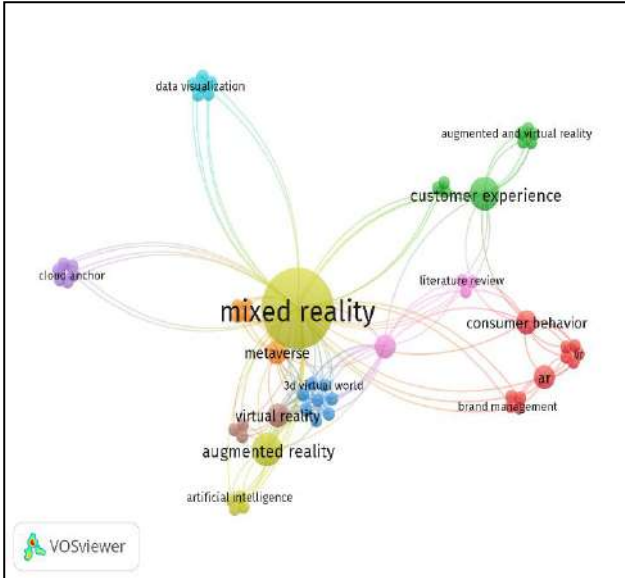 data visualization
augmented and virtual reality
customer experience
cloud anchor
literature review
mixed reality
consumer behavior
metaverse
3d virtual world
ar
brand management
virtual reality
augmented reality
artificial intelligence
VOSviewer